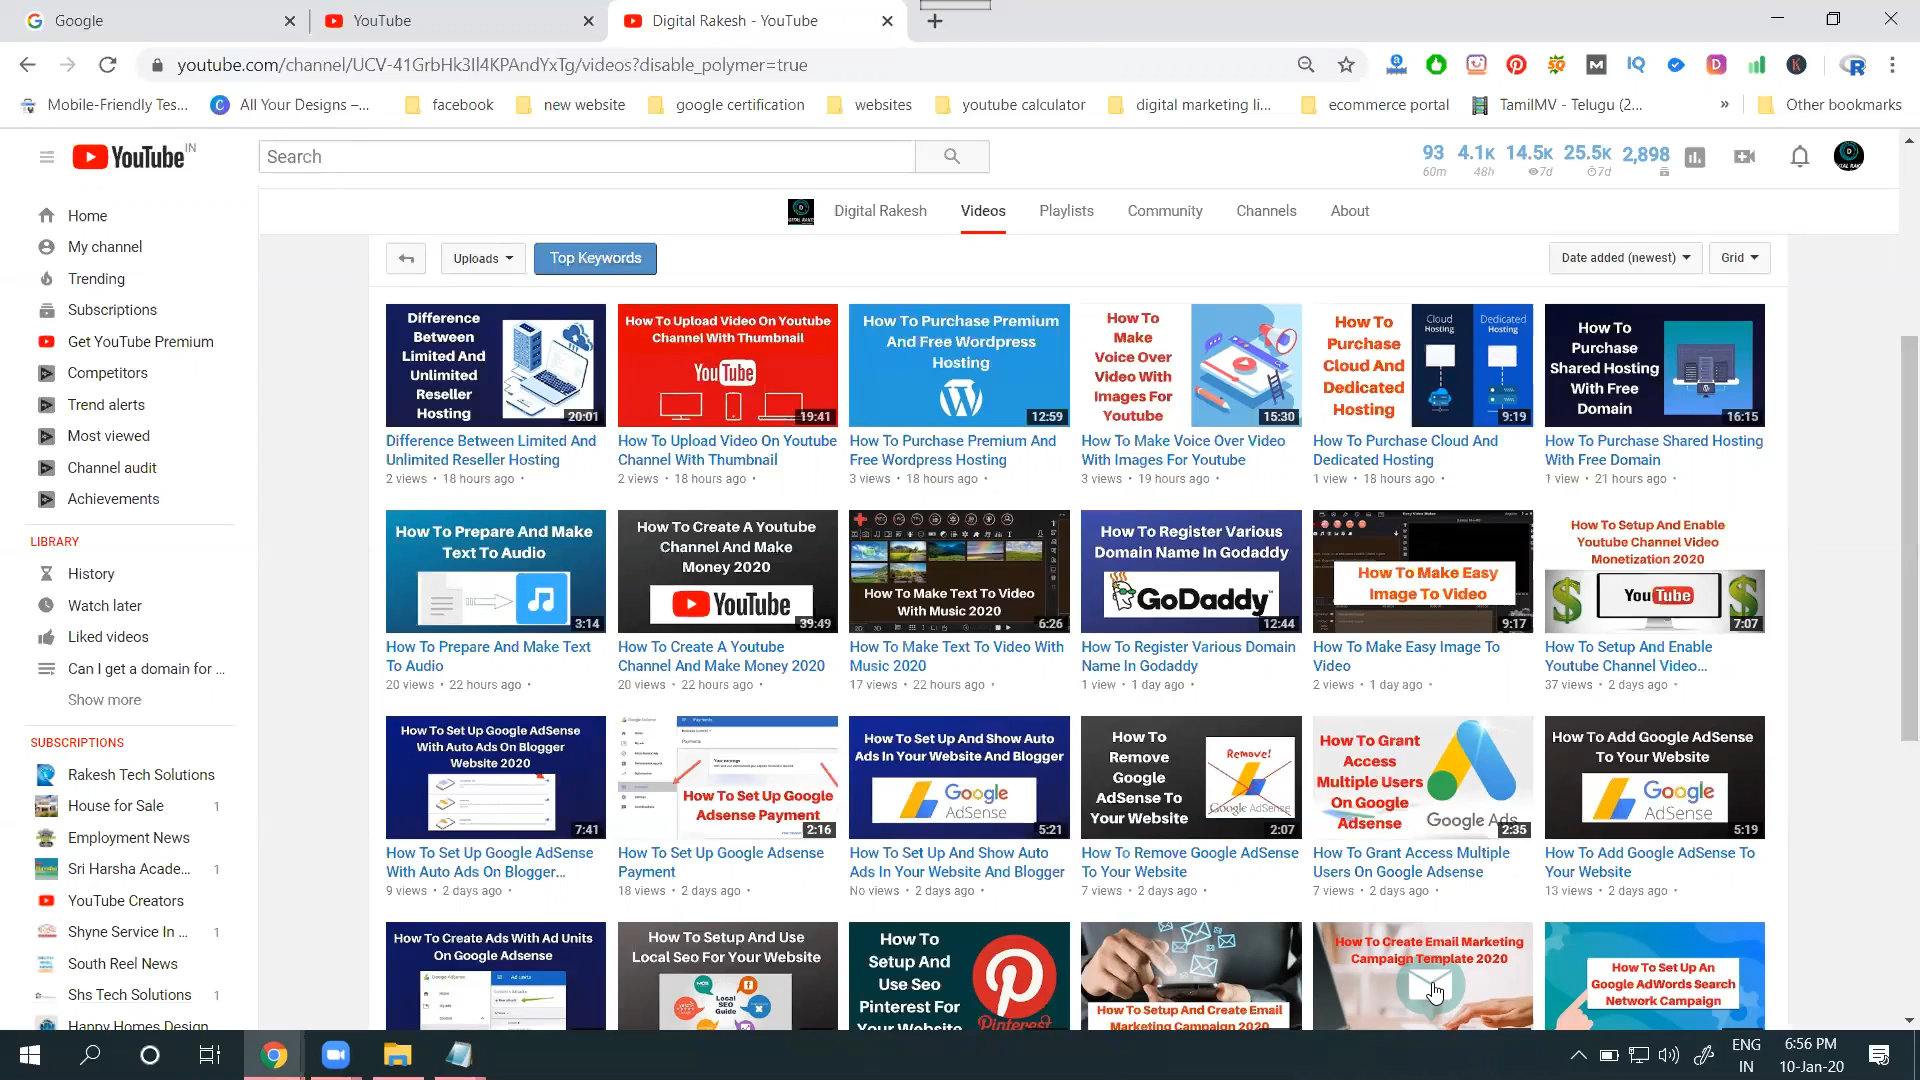 Google
YouTube
Digital Rakesh - YouTube
youtube.com/channel/UCV-41GrbHk3Il4KPAndYxTg/videos?disable_polymer=true
Mobile-Friendly Tes...
All Your Designs –...
facebook
new website
google certification
websites
youtube calculator
digital marketing li...
ecommerce portal
TamilMV - Telugu (2...
»
Other bookmarks
YouTube IN
Search
93 4.1K 14.5K 25.5K 2,898
60m 48h 7d 7d
Digital Rakesh
Videos
Playlists
Community
Channels
About
Uploads
Top Keywords
Date added (newest)
Grid
Home
My channel
Trending
Subscriptions
Get YouTube Premium
Competitors
Trend alerts
Most viewed
Channel audit
Achievements
LIBRARY
History
Watch later
Liked videos
Can I get a domain for ...
Show more
SUBSCRIPTIONS
Rakesh Tech Solutions
House for Sale 1
Employment News
Sri Harsha Acade... 1
YouTube Creators
Shyne Service In ... 1
South Reel News
Shs Tech Solutions 1
Happy Homes Design
Difference
Between
Limited And
Unlimited
Reseller
Hosting
20:01
Difference Between Limited And
Unlimited Reseller Hosting
2 views • 18 hours ago •
How To Upload Video On Youtube
Channel With Thumbnail
YouTube
19:41
How To Upload Video On Youtube
Channel With Thumbnail
2 views • 18 hours ago •
How To Purchase Premium
And Free Wordpress
Hosting
12:59
How To Purchase Premium And
Free Wordpress Hosting
3 views • 18 hours ago •
How To
Make
Voice Over
Video With
Images For
Youtube
15:30
How To Make Voice Over Video
With Images For Youtube
3 views • 19 hours ago •
How To
Purchase
Cloud And
Dedicated
Hosting
Cloud
Hosting
Dedicated
Hosting
9:19
How To Purchase Cloud And
Dedicated Hosting
1 view • 18 hours ago •
How To
Purchase
Shared Hosting
With Free
Domain
16:15
How To Purchase Shared Hosting
With Free Domain
1 view • 21 hours ago •
How To Prepare And Make
Text To Audio
3:14
How To Prepare And Make Text
To Audio
20 views • 22 hours ago •
How To Create A Youtube
Channel And Make
Money 2020
YouTube
39:49
How To Create A Youtube
Channel And Make Money 2020
20 views • 22 hours ago •
How To Make Text To Video
With Music 2020
6:26
How To Make Text To Video With
Music 2020
17 views • 22 hours ago •
How To Register Various
Domain Name In Godaddy
GoDaddy
12:44
How To Register Various Domain
Name In Godaddy
1 view • 1 day ago •
How To Make Easy
Image To Video
9:17
How To Make Easy Image To
Video
2 views • 1 day ago •
How To Setup And Enable
Youtube Channel Video
Monetization 2020
YouTube
7:07
How To Setup And Enable
Youtube Channel Video...
37 views • 2 days ago •
How To Set Up Google AdSense
With Auto Ads On Blogger
Website 2020
7:41
How To Set Up Google AdSense
With Auto Ads On Blogger...
9 views • 2 days ago •
How To Set Up Google
Adsense Payment
2:16
How To Set Up Google Adsense
Payment
18 views • 2 days ago •
How To Set Up And Show Auto
Ads In Your Website And Blogger
Google
AdSense
5:21
How To Set Up And Show Auto
Ads In Your Website And Blogger
No views • 2 days ago •
How To
Remove
Google
AdSense To
Your Website
Remove!
Google AdSense
2:07
How To Remove Google AdSense
To Your Website
7 views • 2 days ago •
How To Grant
Access
Multiple Users
On Google
Adsense
Google Ads
2:35
How To Grant Access Multiple
Users On Google Adsense
7 views • 2 days ago •
How To Add Google AdSense
To Your Website
Google
AdSense
5:19
How To Add Google AdSense To
Your Website
13 views • 2 days ago •
How To Create Ads With Ad Units
On Google Adsense
How To Setup And Use
Local Seo For Your Website
Local
SEO
Guide
How To
Setup And
Use Seo
Pinterest For
Your Website
Pinterest
How To Setup And Create Email
Marketing Campaign 2020
How To Create Email Marketing
Campaign Template 2020
How To Set Up An
Google AdWords Search
Network Campaign
ENG
IN
6:56 PM
10-Jan-20